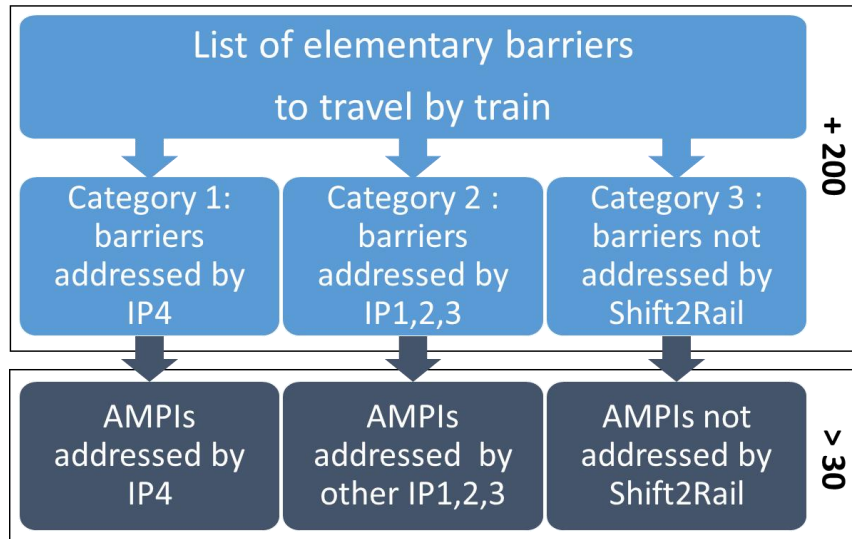 List of elementary barriers
to travel by train
+ 200
Category 1:
barriers
addressed by
IP4
Category 2 :
barriers
addressed by
IP1,2,3
Category 3 :
barriers not
addressed by
Shift2Rail
AMPIs
addressed by
IP4
AMPIs
addressed  by
other IP1,2,3
AMPIs not
addressed by
Shift2Rail
> 30